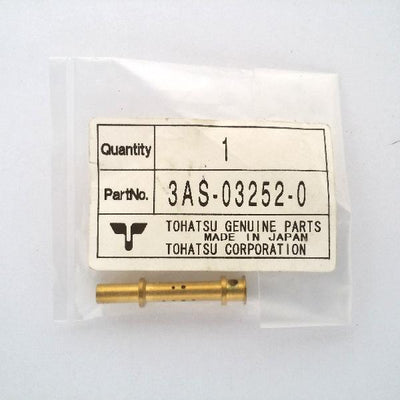 Quantity 1
PartNo. 3AS-03252-0
TOHATSU GENUINE PARTS
MADE IN JAPAN
TOHATSU CORPORATION